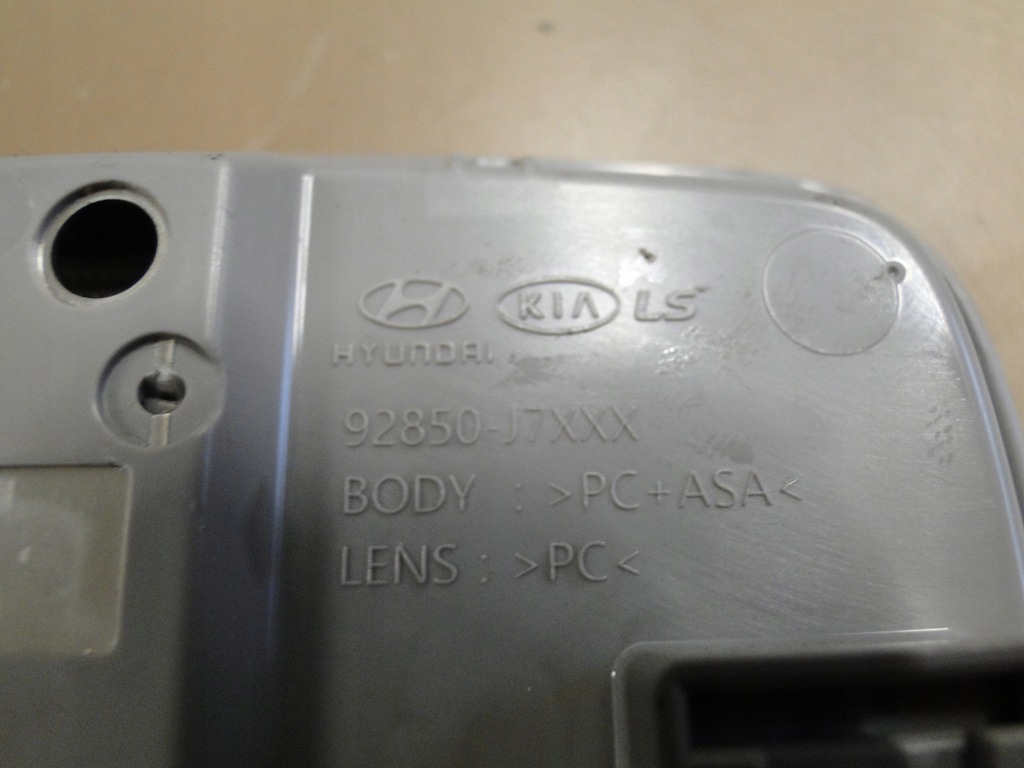 KIA LS
HYUNDAI
92850-J7XXX
BODY : >PC+ASA<
LENS : >PC<